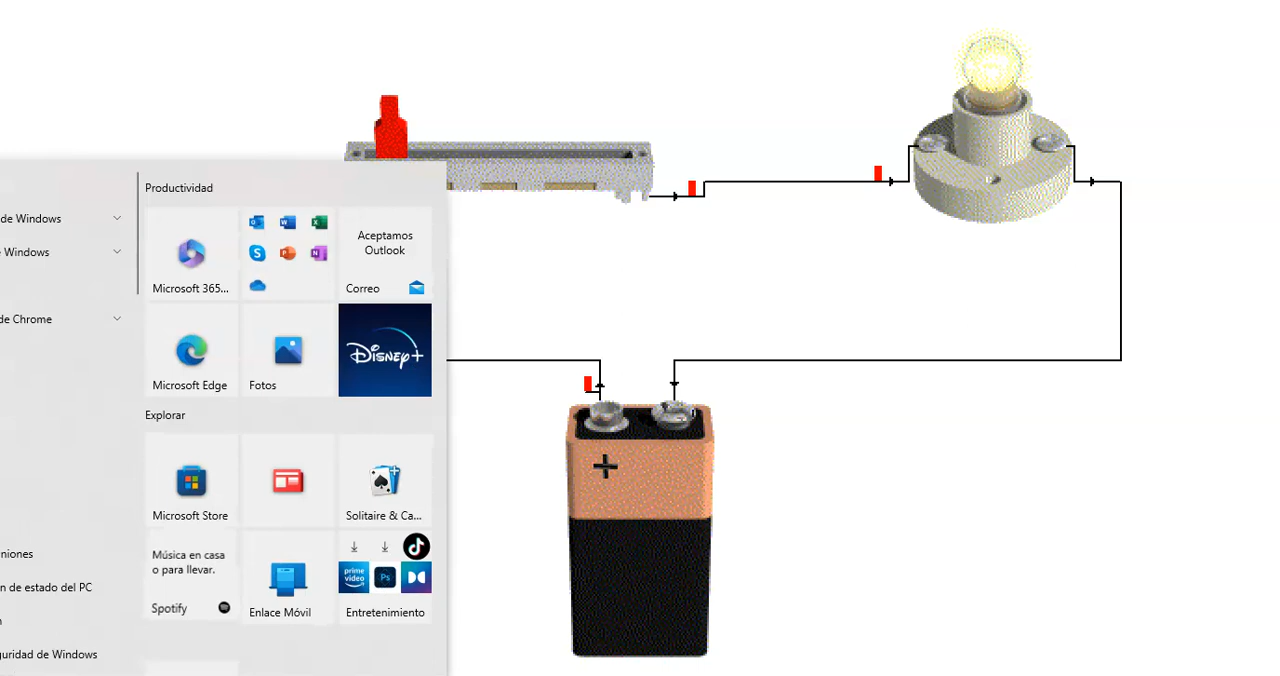 Productividad
de Windows
e Windows
de Chrome
Microsoft 365...
Aceptamos
Outlook
Correo
Microsoft Edge
Fotos
Disney+
Explorar
Microsoft Store
Solitaire & Ca...
Música en casa
o para llevar.
Spotify
Enlace Móvil
prime
video
Ps
Entretenimiento
niones
n de estado del PC
guridad de Windows
+